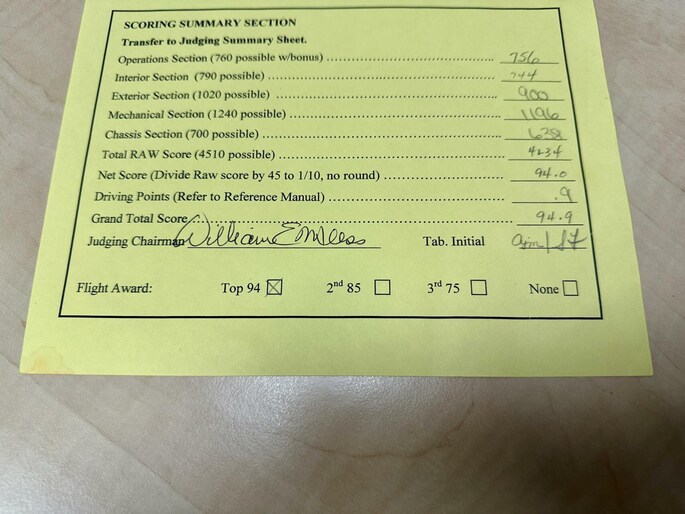 SCORING SUMMARY SECTION
Transfer to Judging Summary Sheet.
Operations Section (760 possible w/bonus) 756
Interior Section (790 possible) 744
Exterior Section (1020 possible) 900
Mechanical Section (1240 possible) 1196
Chassis Section (700 possible) 638
Total RAW Score (4510 possible) 4234
Net Score (Divide Raw score by 45 to 1/10, no round) 94.0
Driving Points (Refer to Reference Manual) .9
Grand Total Score 94.9
Judging Chairman William E Tab. Initial
Flight Award: Top 94 ☒ 2nd 85 ☐ 3rd 75 ☐ None ☐